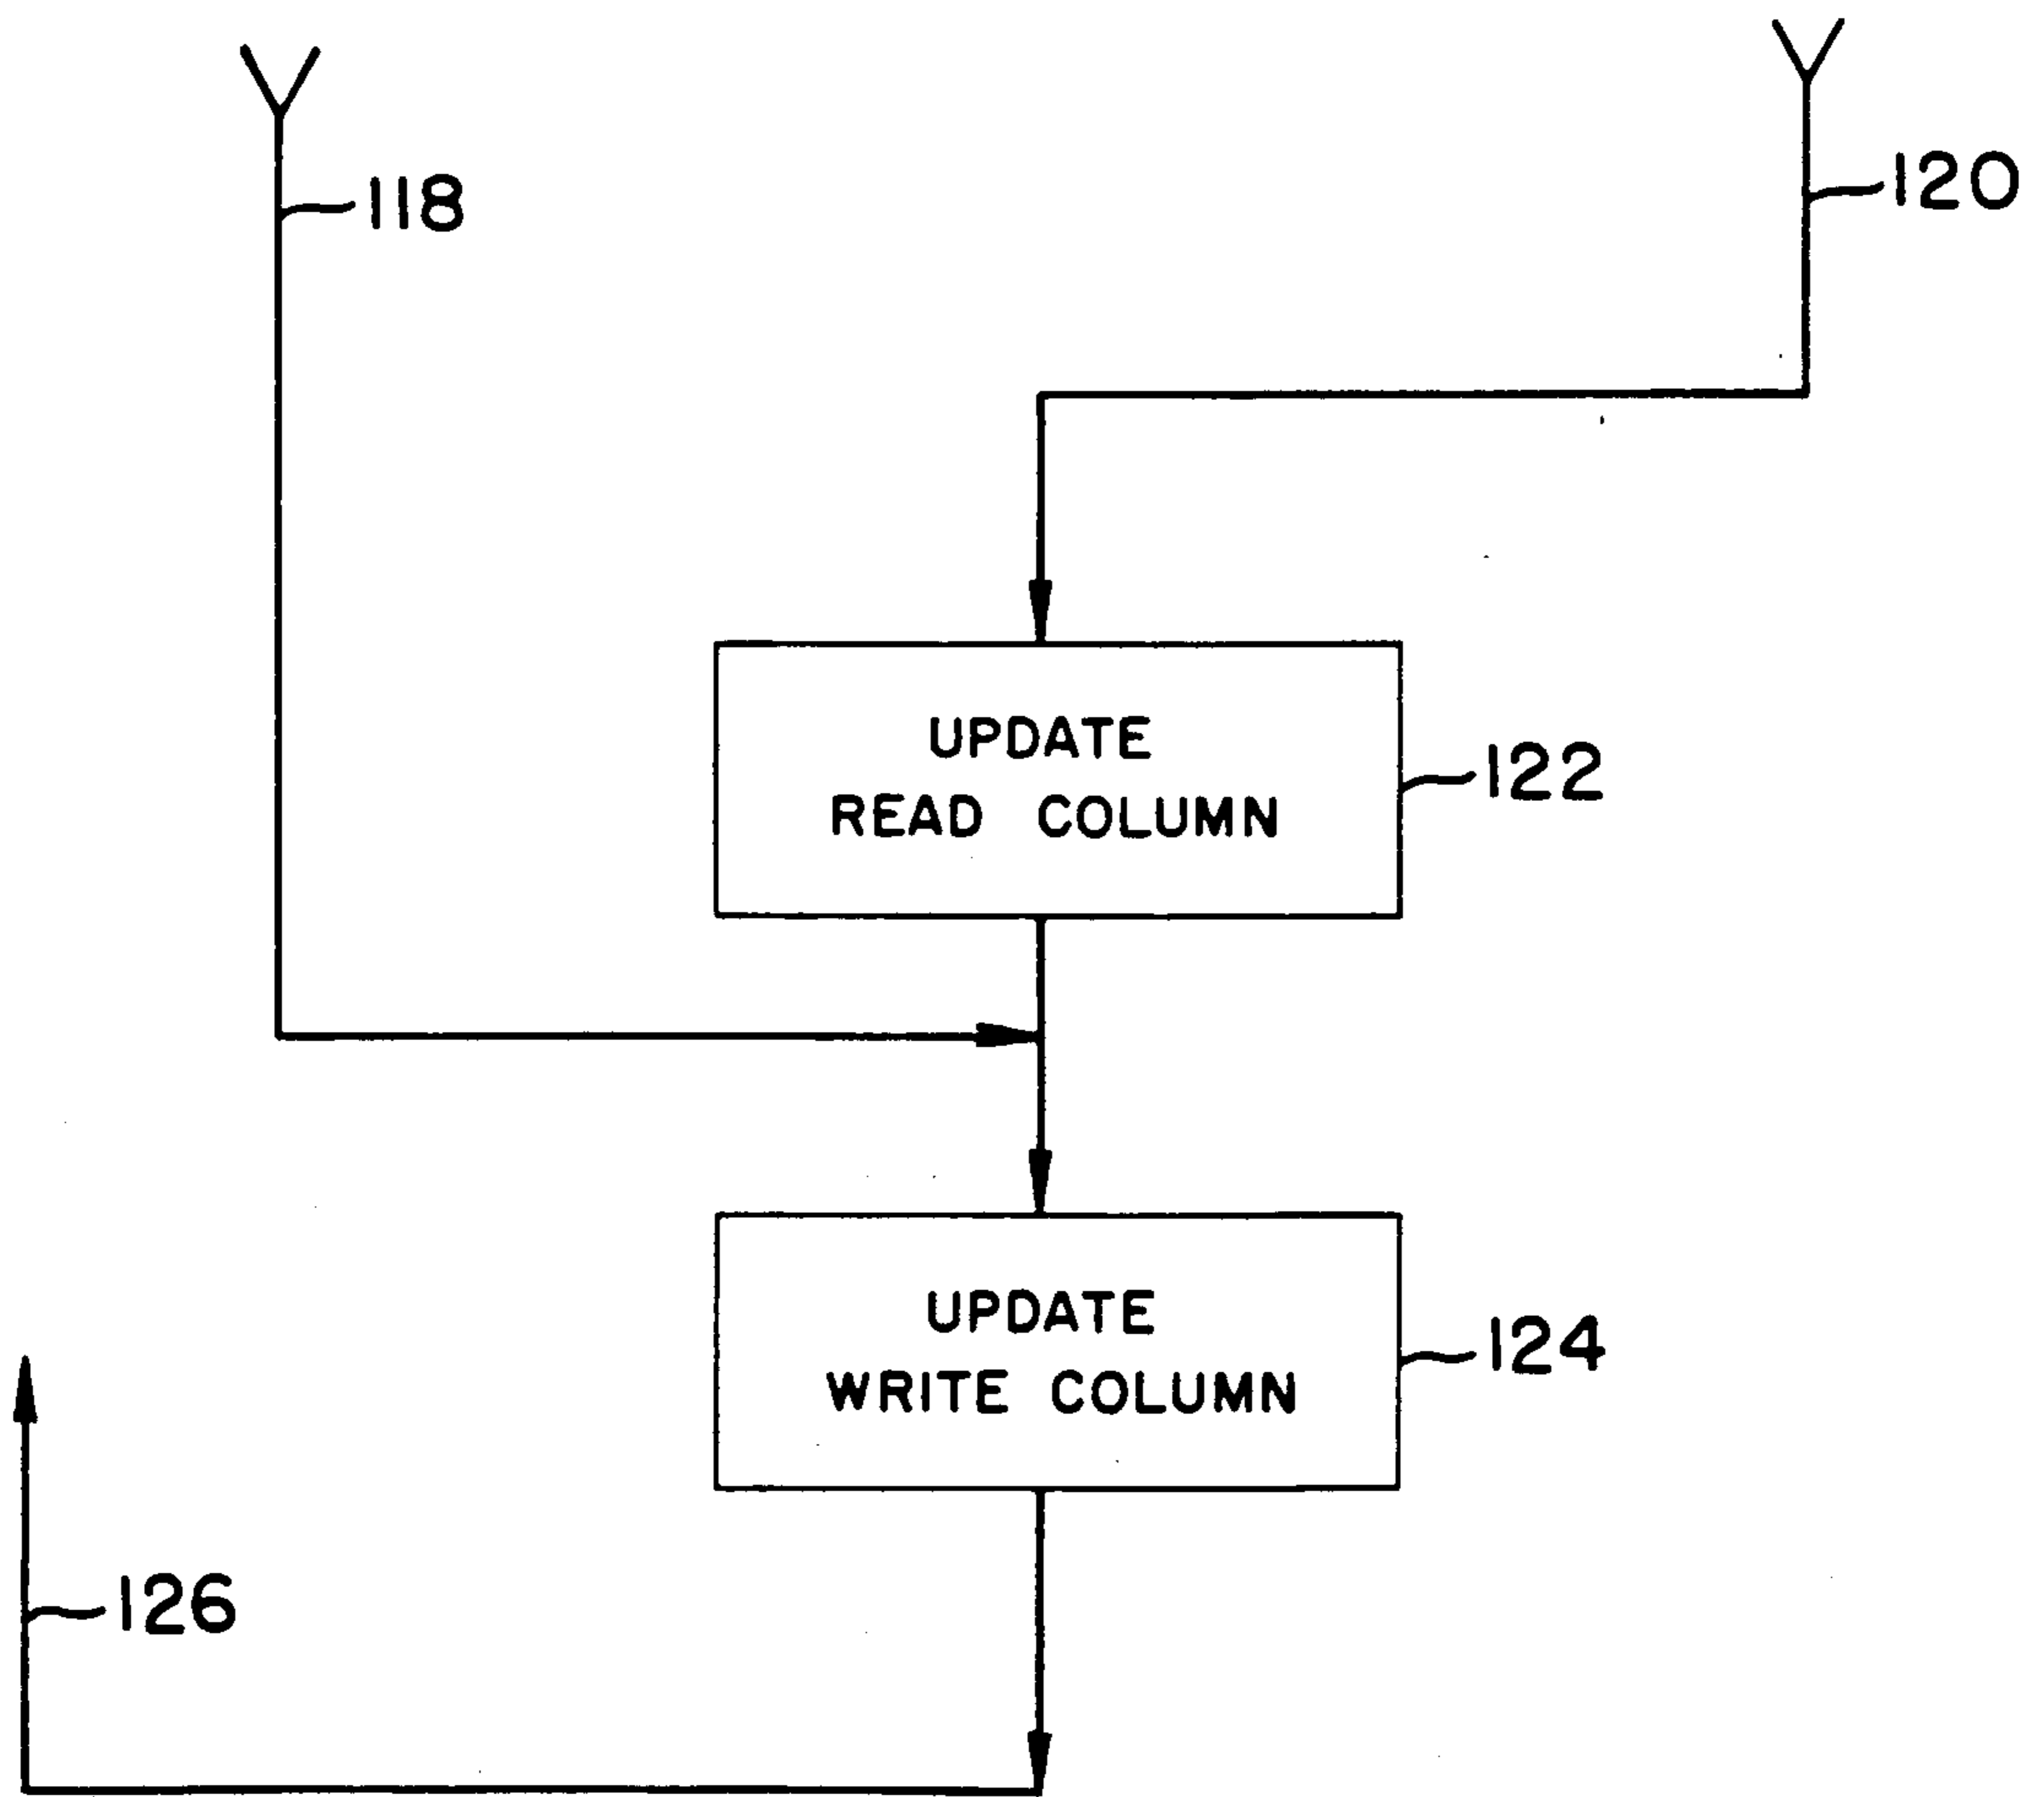 118
120
UPDATE
READ COLUMN
122
UPDATE
WRITE COLUMN
124
126